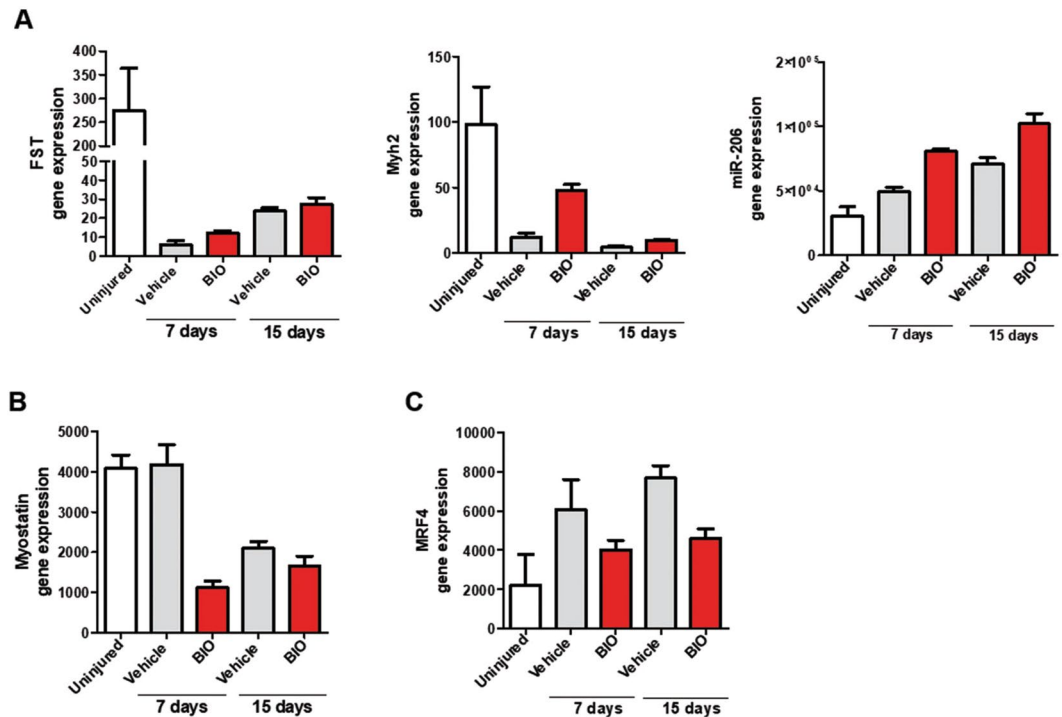 A
FST
gene expression
400
350
300
250
200
50
40
30
20
10
0
Uninjured
Vehicle
BIO
Vehicle
BIO
7 days
15 days
Myh2
gene expression
150
100
50
0
Uninjured
Vehicle
BIO
Vehicle
BIO
7 days
15 days
miR-206
gene expression
2×10⁰⁵
1×10⁰⁵
5×10⁰⁴
0
Uninjured
Vehicle
BIO
Vehicle
BIO
7 days
15 days
B
Myostatin
gene expression
5000
4000
3000
2000
1000
0
Uninjured
Vehicle
BIO
Vehicle
BIO
7 days
15 days
C
MRF4
gene expression
10000
8000
6000
4000
2000
0
Uninjured
Vehicle
BIO
Vehicle
BIO
7 days
15 days